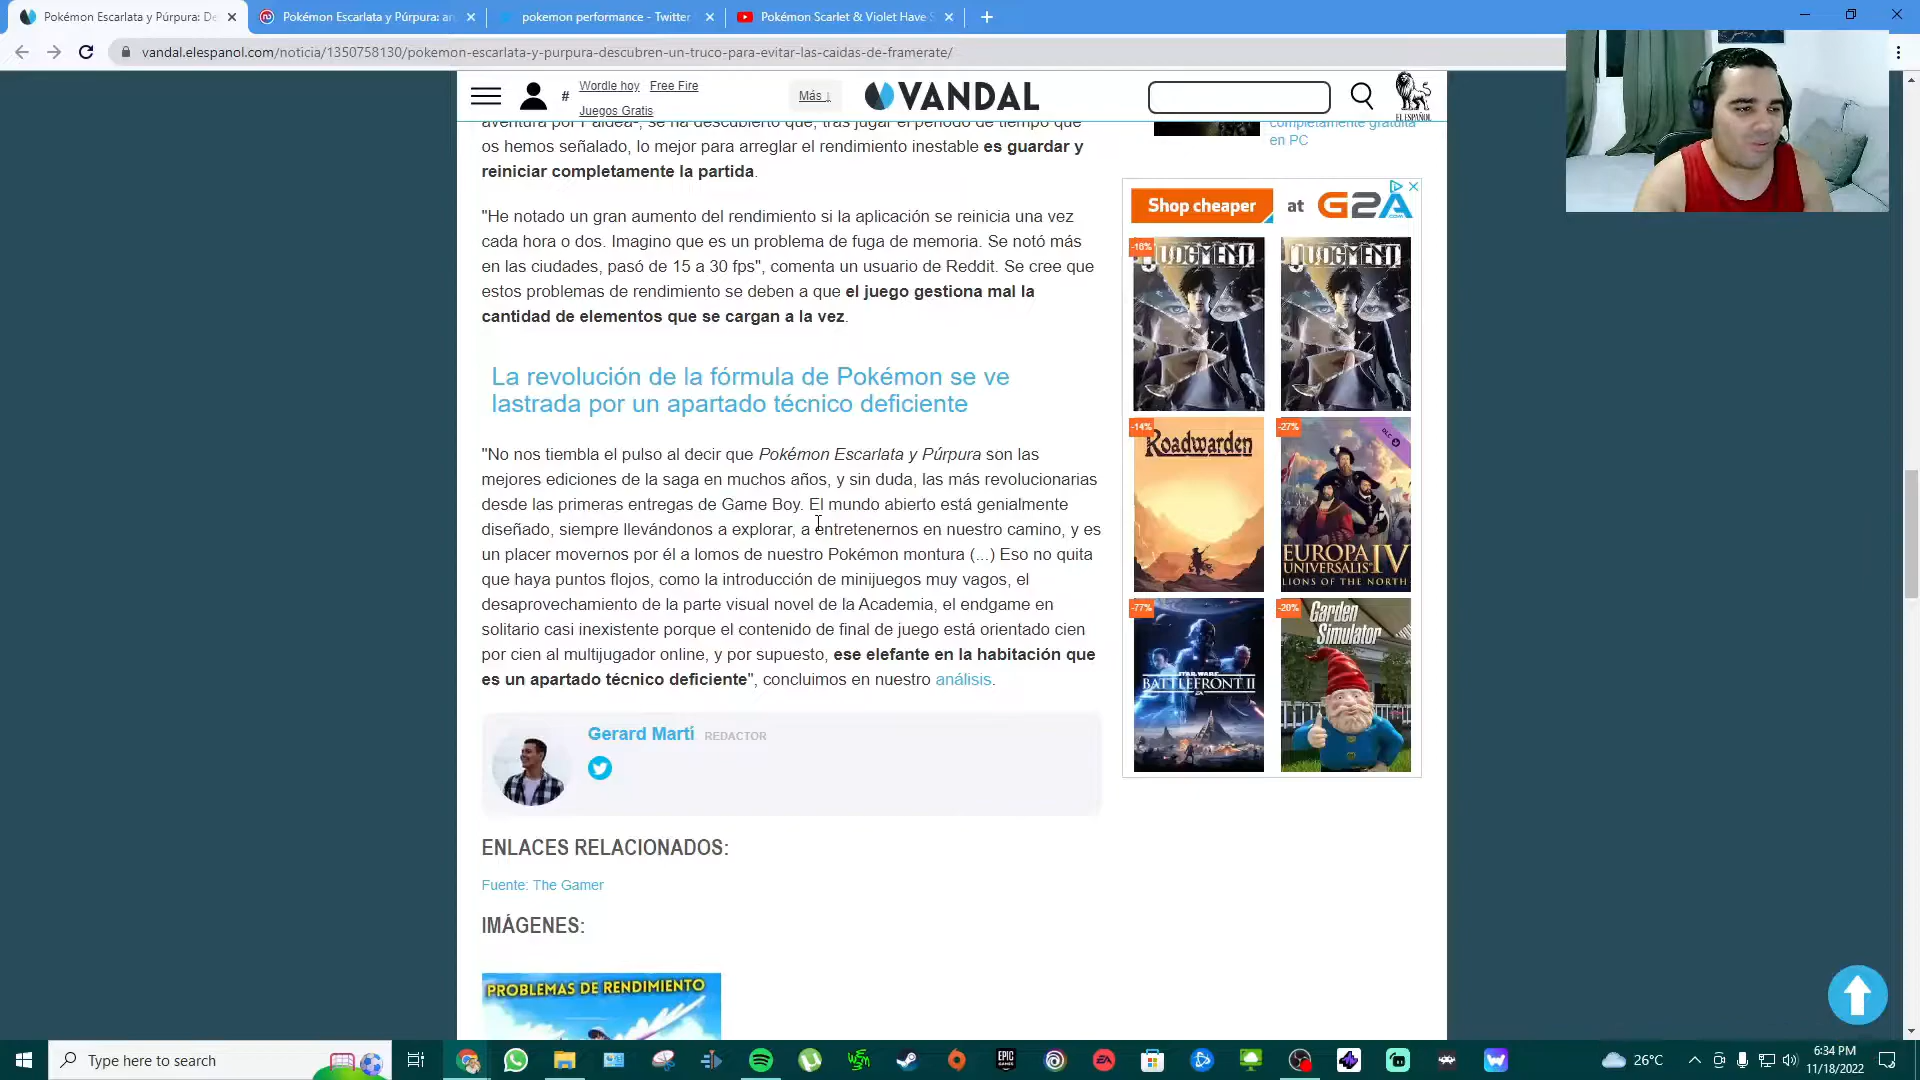 Pokémon Escarlata y Púrpura: De
Pokémon Escarlata y Púrpura: an
pokemon performance - Twitter
Pokémon Scarlet & Violet Have S
vandal.elespanol.com/noticia/1350758130/pokemon-escarlata-y-purpura-descubren-un-truco-para-evitar-las-caidas-de-framerate/
# Wordle hoy Free Fire
Juegos Gratis
Más ↓
VANDAL
EL ESPAÑOL
aventura por Paldea-, se ha descubierto que, tras jugar el periodo de tiempo que
os hemos señalado, lo mejor para arreglar el rendimiento inestable es guardar y
reiniciar completamente la partida.
"He notado un gran aumento del rendimiento si la aplicación se reinicia una vez
cada hora o dos. Imagino que es un problema de fuga de memoria. Se notó más
en las ciudades, pasó de 15 a 30 fps", comenta un usuario de Reddit. Se cree que
estos problemas de rendimiento se deben a que el juego gestiona mal la
cantidad de elementos que se cargan a la vez.
La revolución de la fórmula de Pokémon se ve
lastrada por un apartado técnico deficiente
"No nos tiembla el pulso al decir que Pokémon Escarlata y Púrpura son las
mejores ediciones de la saga en muchos años, y sin duda, las más revolucionarias
desde las primeras entregas de Game Boy. El mundo abierto está genialmente
diseñado, siempre llevándonos a explorar, a entretenernos en nuestro camino, y es
un placer movernos por él a lomos de nuestro Pokémon montura (...) Eso no quita
que haya puntos flojos, como la introducción de minijuegos muy vagos, el
desaprovechamiento de la parte visual novel de la Academia, el endgame en
solitario casi inexistente porque el contenido de final de juego está orientado cien
por cien al multijugador online, y por supuesto, ese elefante en la habitación que
es un apartado técnico deficiente", concluimos en nuestro análisis.
Gerard Martí REDACTOR
ENLACES RELACIONADOS:
Fuente: The Gamer
IMÁGENES:
PROBLEMAS DE RENDIMIENTO
completamente gratuita
en PC
Shop cheaper at G2A.COM
-16%
JUDGMENT
JUDGMENT
-14%
Roadwarden
-27%
DLC
EUROPA
UNIVERSALIS IV
LIONS OF THE NORTH
-77%
STAR WARS
BATTLEFRONT II
-20%
Garden
Simulator
Type here to search
EPIC
GAMES
EA
26°C
6:34 PM
11/18/2022